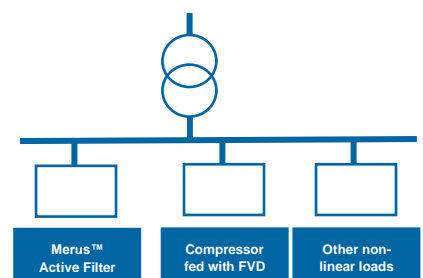 Merus™
Active Filter
Compressor
fed with FVD
Other non-
linear loads